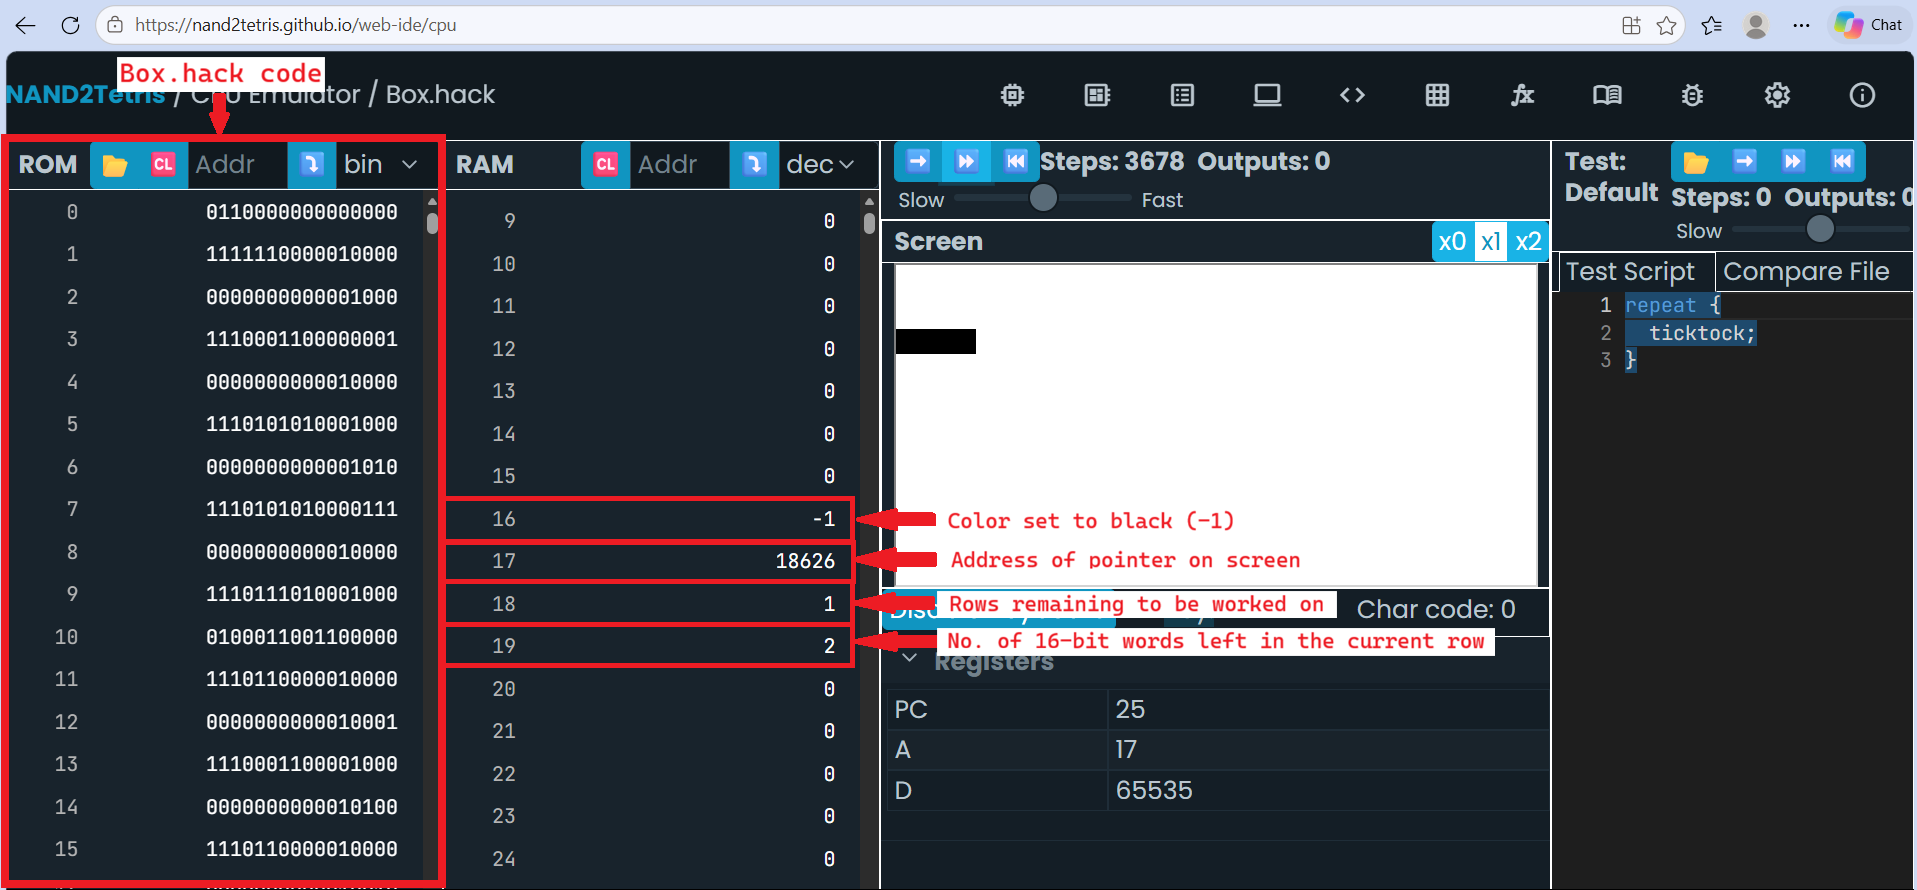 https://nand2tetris.github.io/web-ide/cpu
Chat
Box.hack code
NAND2Tetris / CPU Emulator / Box.hack
ROM
CL
Addr
bin
0 0110000000000000
1 1111110000010000
2 0000000000001000
3 1110001100000001
4 0000000000010000
5 1110101010001000
6 0000000000001010
7 1110101010000111
8 0000000000010000
9 1110111010001000
10 0100011001100000
11 1110110000010000
12 0000000000010001
13 1110001100001000
14 0000000000010100
15 1110110000010000
RAM
CL
Addr
dec
9 0
10 0
11 0
12 0
13 0
14 0
15 0
16 -1
17 18626
18 1
19 2
20 0
21 0
22 0
23 0
24 0
Steps: 3678 Outputs: 0
Slow
Fast
Screen
x0 x1 x2
Color set to black (-1)
Address of pointer on screen
Rows remaining to be worked on
Char code: 0
No. of 16-bit words left in the current row
Registers
PC 25
A 17
D 65535
Test:
Default
Steps: 0 Outputs: 0
Slow
Test Script
Compare File
1 repeat {
2 ticktock;
3 }